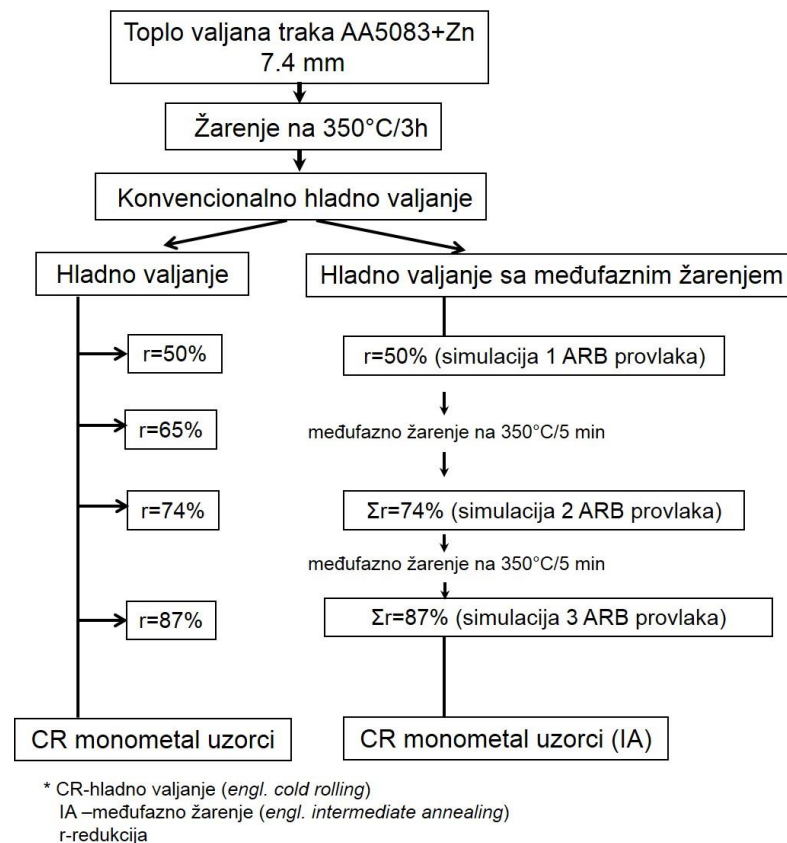 Toplo valjana traka AA5083+Zn
7.4 mm
Žarenje na 350°C/3h
Konvencionalno hladno valjanje
Hladno valjanje
r=50%
r=65%
r=74%
r=87%
CR monometal uzorci
Hladno valjanje sa međufaznim žarenjem
r=50% (simulacija 1 ARB provlaka)
međufazno žarenje na 350°C/5 min
Σr=74% (simulacija 2 ARB provlaka)
međufazno žarenje na 350°C/5 min
Σr=87% (simulacija 3 ARB provlaka)
CR monometal uzorci (IA)
* CR-hladno valjanje (engl. cold rolling)
IA –međufazno žarenje (engl. intermediate annealing)
r-redukcija